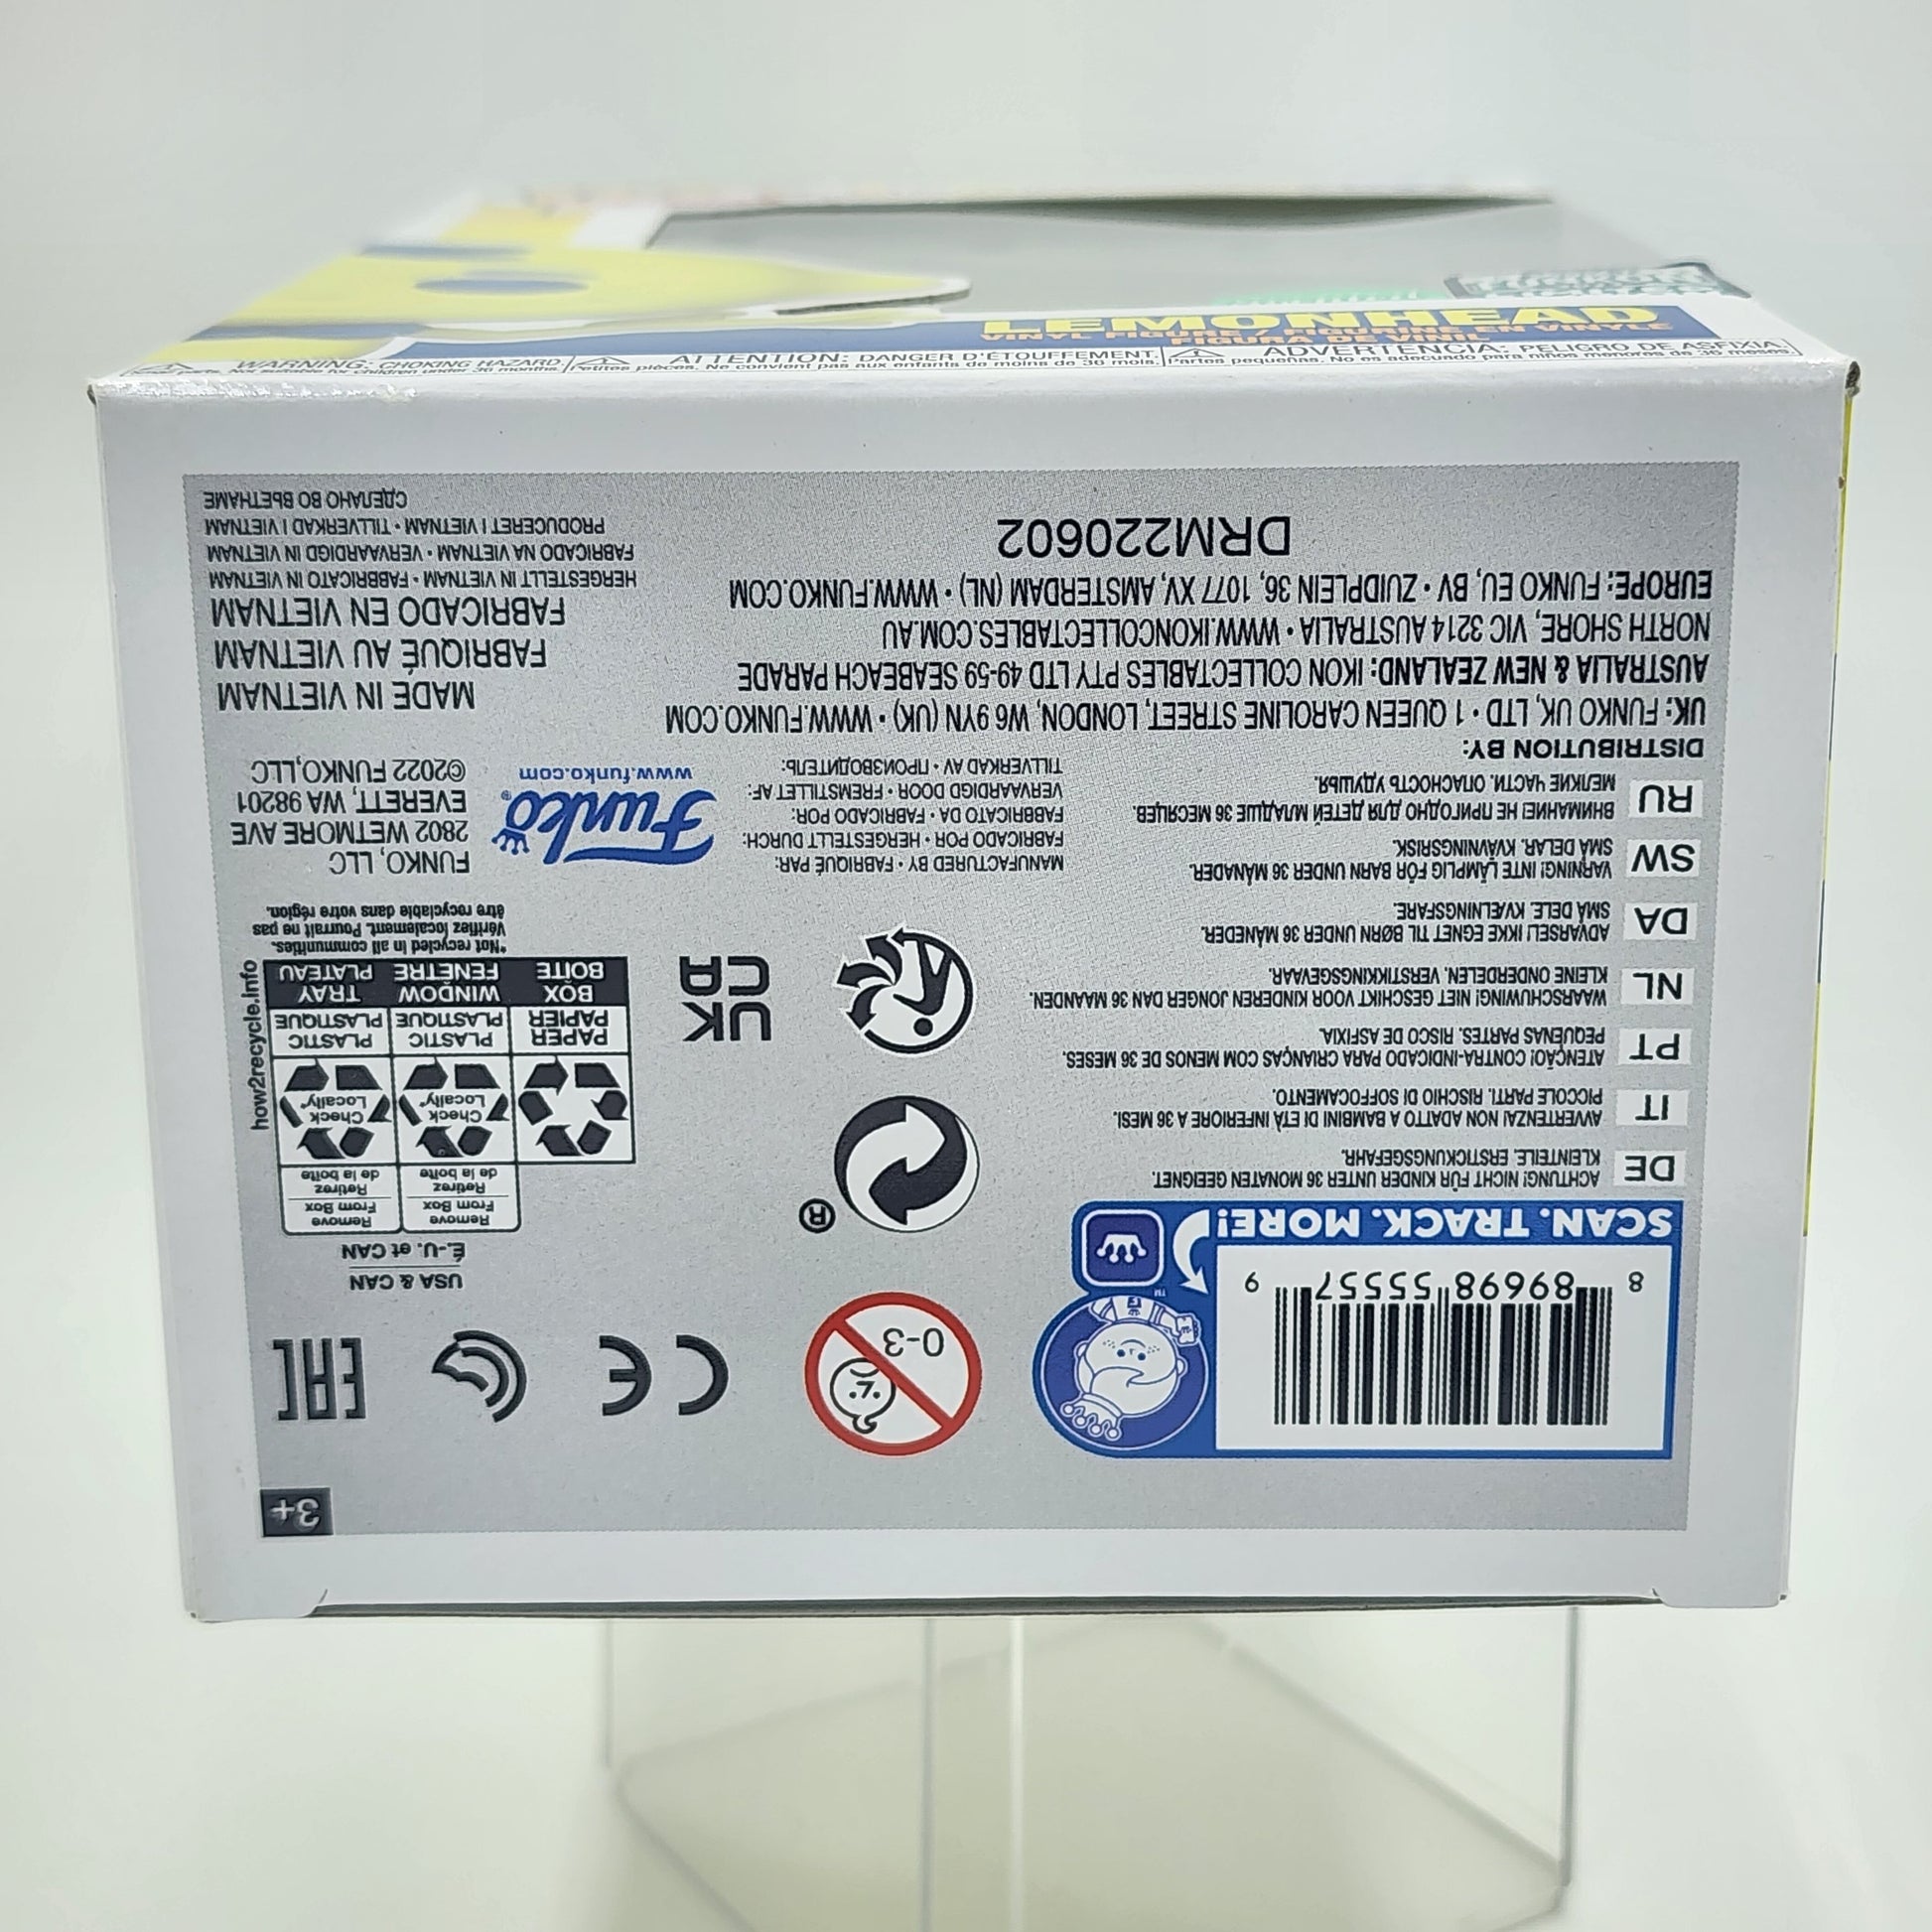 3+
SCAN. TRACK. MORE!
8 89698 55557 9
TM
0-3
CE
EAC
USA & CAN
É.-U. et CAN
Remove
From Box
Retirez
de la boîte
Remove
From Box
Retirez
de la boîte
Check
Locally*
Check
Locally*
PAPER
PAPIER
PLASTIC
PLASTIQUE
PLASTIC
PLASTIQUE
BOX
BOÎTE
WINDOW
FENÊTRE
TRAY
PLATEAU
*Not recycled in all communities.
Vérifiez localement. Pourrait ne pas
être recyclable dans votre région.
how2recycle.info
®
UK
CA
DE
ACHTUNG! NICHT FÜR KINDER UNTER 36 MONATEN GEEIGNET.
KLEINTEILE. ERSTICKUNGSGEFAHR.
IT
AVVERTENZA! NON ADATTO A BAMBINI DI ETÀ INFERIORE A 36 MESI.
PICCOLE PARTI. RISCHIO DI SOFFOCAMENTO.
PT
ATENÇÃO! CONTRA-INDICADO PARA CRIANÇAS COM MENOS DE 36 MESES.
PEQUENAS PARTES. RISCO DE ASFIXIA.
NL
WAARSCHUWING! NIET GESCHIKT VOOR KINDEREN JONGER DAN 36 MAANDEN.
KLEINE ONDERDELEN. VERSTIKKINGSGEVAAR.
DA
ADVARSEL! IKKE EGNET TIL BØRN UNDER 36 MÅNEDER.
SMÅ DELE. KVÆLNINGSFARE.
SW
VARNING! INTE LÄMPLIG FÖR BARN UNDER 36 MÅNADER.
SMÅ DELAR. KVÄVNINGSRISK.
RU
ВНИМАНИЕ! НЕ ПРИГОДНО ДЛЯ ДЕТЕЙ МЛАДШЕ 36 МЕСЯЦЕВ.
МЕЛКИЕ ЧАСТИ. ОПАСНОСТЬ УДУШЬЯ.
MANUFACTURED BY • FABRIQUÉ PAR:
FABRICADO POR • HERGESTELLT DURCH:
FABBRICATO DA • FABRICADO POR:
VERVAARDIGD DOOR • FREMSTILLET AF:
TILLVERKAD AV • ПРОИЗВОДИТЕЛЬ:
Funko®
www.funko.com
FUNKO, LLC
2802 WETMORE AVE
EVERETT, WA 98201
©2022 FUNKO,LLC
DISTRIBUTION BY:
UK: FUNKO UK, LTD • 1 QUEEN CAROLINE STREET, LONDON, W6 9YN (UK) • WWW.FUNKO.COM
AUSTRALIA & NEW ZEALAND: IKON COLLECTABLES PTY LTD 49-59 SEABEACH PARADE
NORTH SHORE, VIC 3214 AUSTRALIA • WWW.IKONCOLLECTABLES.COM.AU
EUROPE: FUNKO EU, BV • ZUIDPLEIN 36, 1077 XV, AMSTERDAM (NL) • WWW.FUNKO.COM
DRM220602
MADE IN VIETNAM
FABRIQUÉ AU VIETNAM
FABRICADO EN VIETNAM
HERGESTELLT IN VIETNAM • FABBRICATO IN VIETNAM
FABRICADO NA VIETNAM • VERVAARDIGD IN VIETNAM
PRODUCERET I VIETNAM • TILLVERKAD I VIETNAM
СДЕЛАНО ВО ВЬЕТНАМЕ
LEMONHEAD
VINYL FIGURE / FIGURINE EN VINYLE
FIGURA DE VINIL
WARNING: CHOKING HAZARD.
Not suitable for children under 36 months.
ATTENTION: DANGER D'ÉTOUFFEMENT.
Petites pièces. Ne convient pas aux enfants de moins de 36 mois.
ADVERTENCIA: PELIGRO DE ASFIXIA.
Partes pequeñas. No es adecuado para niños menores de 36 meses.